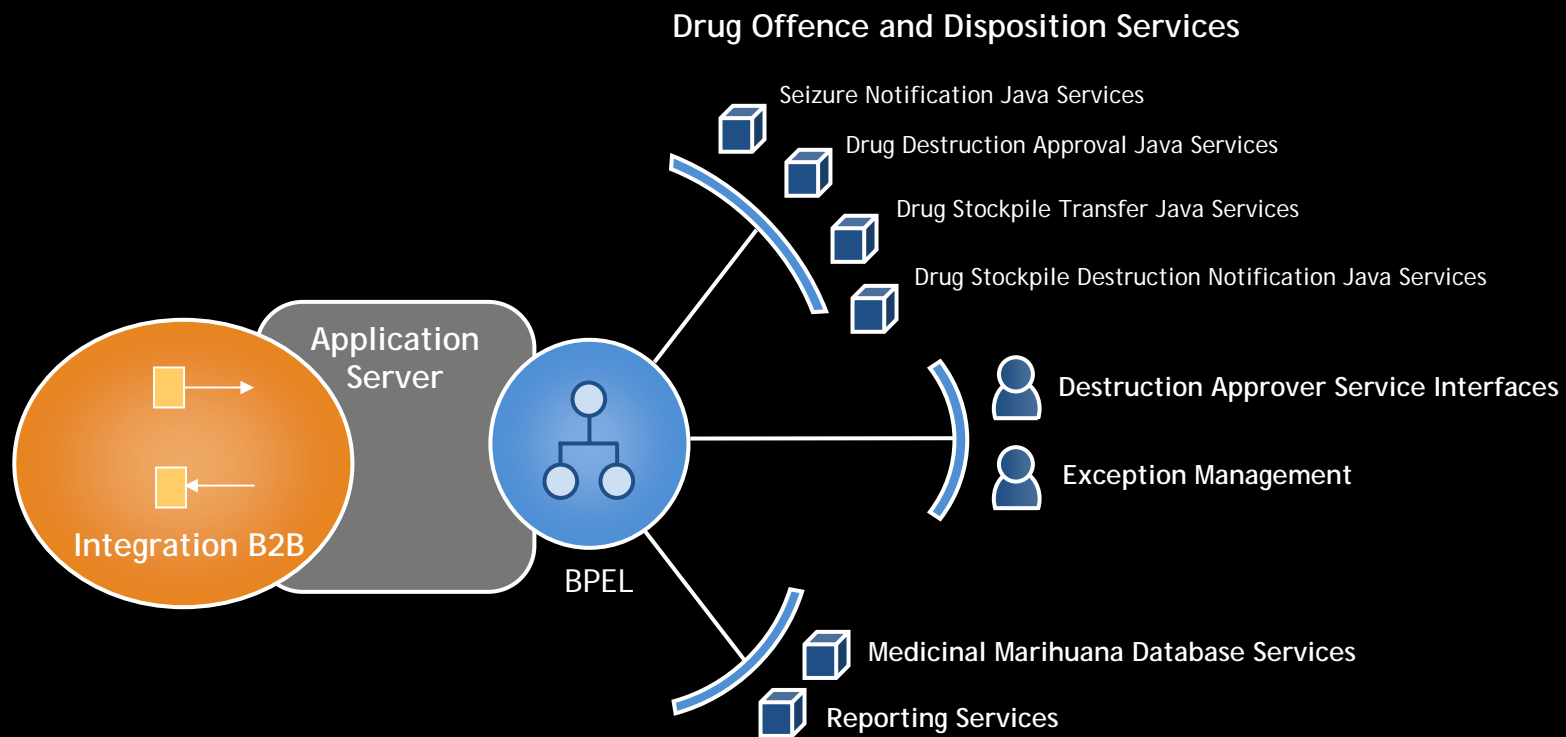 Drug Offence and Disposition Services
Seizure Notification Java Services
Drug Destruction Approval Java Services
Drug Stockpile Transfer Java Services
Drug Stockpile Destruction Notification Java Services
Application
Server
Destruction Approver Service Interfaces
Exception Management
Integration B2B
BPEL
Medicinal Marihuana Database Services
Reporting Services